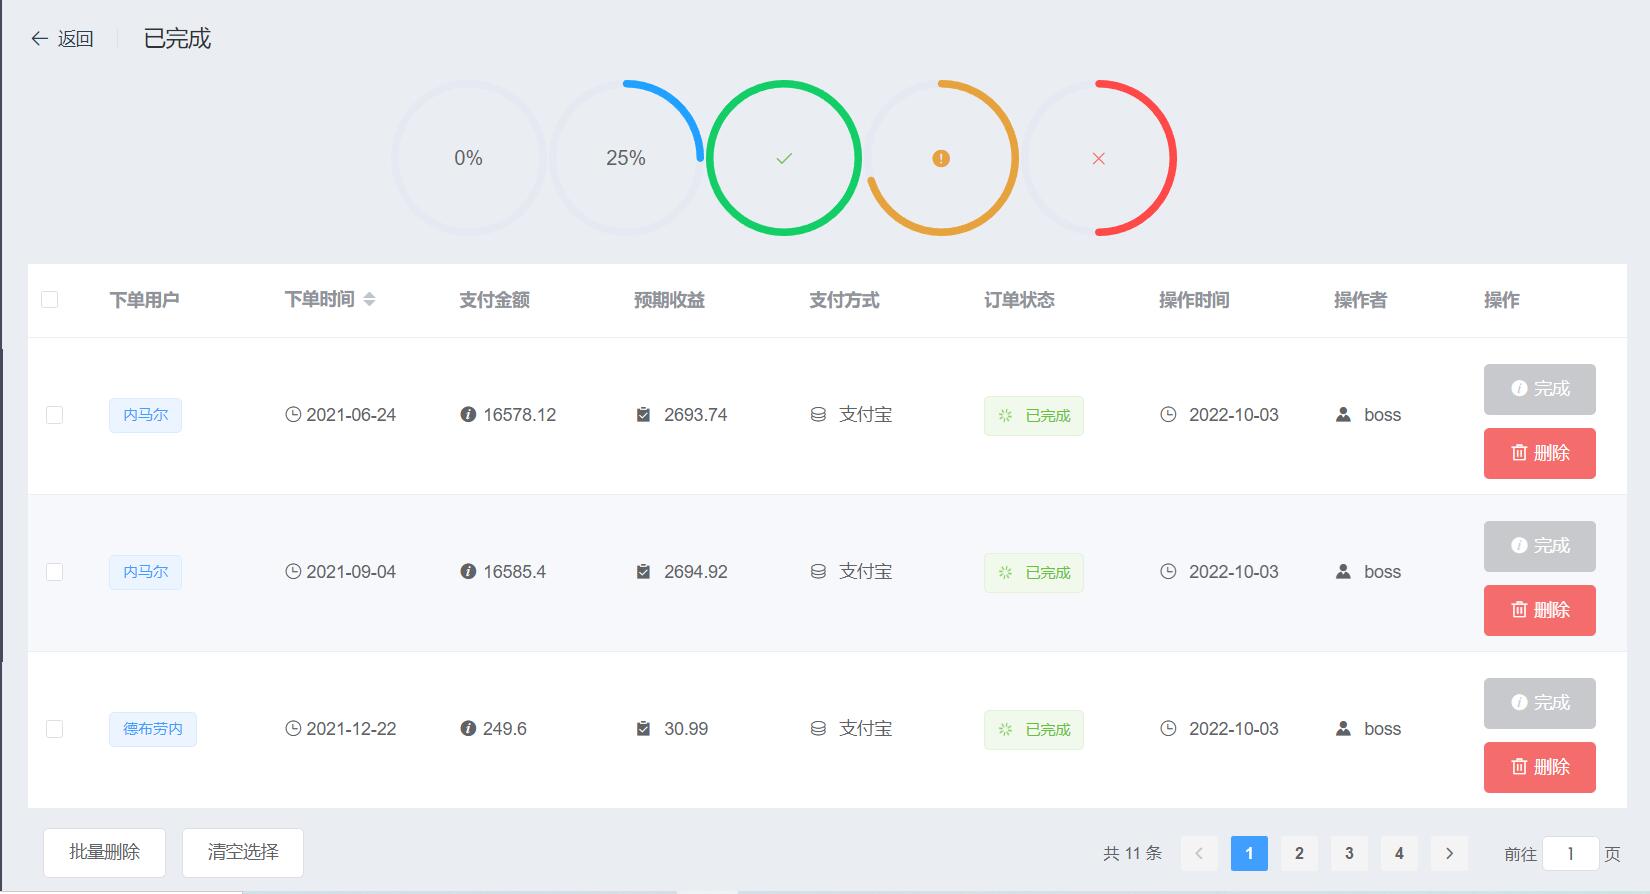 返回 已完成
0% 25%
下单用户 下单时间 支付金额 预期收益 支付方式 订单状态 操作时间 操作者 操作
内马尔 2021-06-24 16578.12 2693.74 支付宝 已完成 2022-10-03 boss 完成
删除
内马尔 2021-09-04 16585.4 2694.92 支付宝 已完成 2022-10-03 boss 完成
删除
德布劳内 2021-12-22 249.6 30.99 支付宝 已完成 2022-10-03 boss 完成
删除
批量删除 清空选择 共 11 条 1 2 3 4 前往 1 页